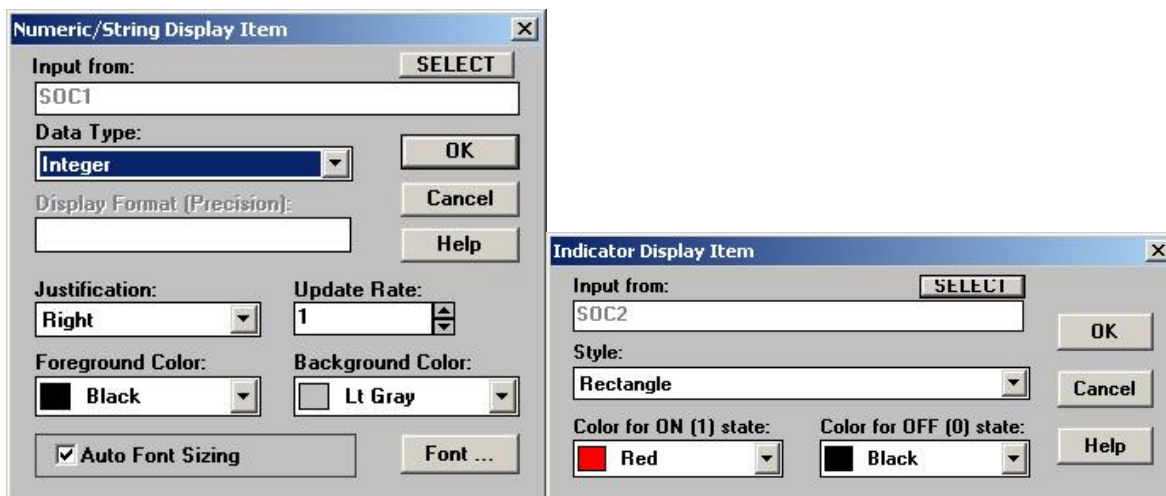 Numeric/String Display Item
Input from:
SELECT
SOC1
Data Type:
Integer
OK
Display Format (Precision):
Cancel
Help
Justification:
Update Rate:
Right
1
Foreground Color:
Background Color:
Black
Lt Gray
Auto Font Sizing
Font ...
Indicator Display Item
Input from:
SELECT
SOC2
OK
Style:
Rectangle
Cancel
Color for ON (1) state:
Color for OFF (0) state:
Help
Red
Black